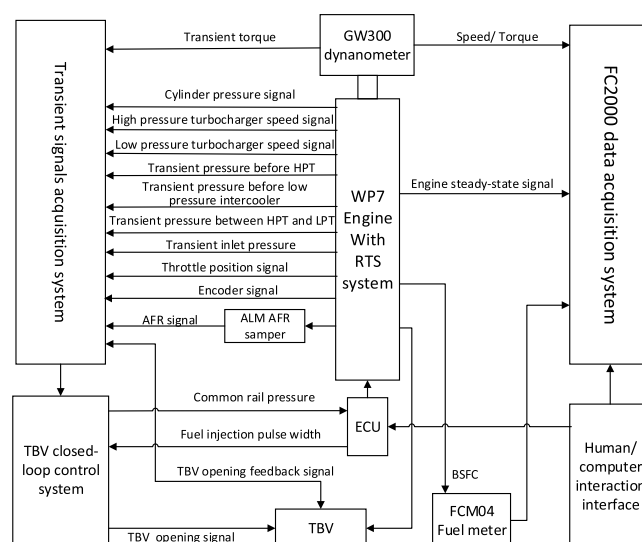 GW300
dynanometer
Transient torque
Speed/ Torque
Transient signals acquisition
system
FC2000 data acquisition
system
Cylinder pressure signal
High pressure turbocharger speed signal
Low pressure turbocharger speed signal
Transient pressure before HPT
Transient pressure before low
pressure intercooler
Transient pressure between HPT and LPT
Transient inlet pressure
Throttle position signal
Encoder signal
AFR signal
ALM AFR
samper
WP7
Engine
With
RTS
system
Engine steady-state signal
TBV closed-
loop control
system
Common rail pressure
Fuel injection pulse width
ECU
TBV opening feedback signal
TBV opening signal
TBV
BSFC
FCM04
Fuel meter
Human/
computer
interaction
interface